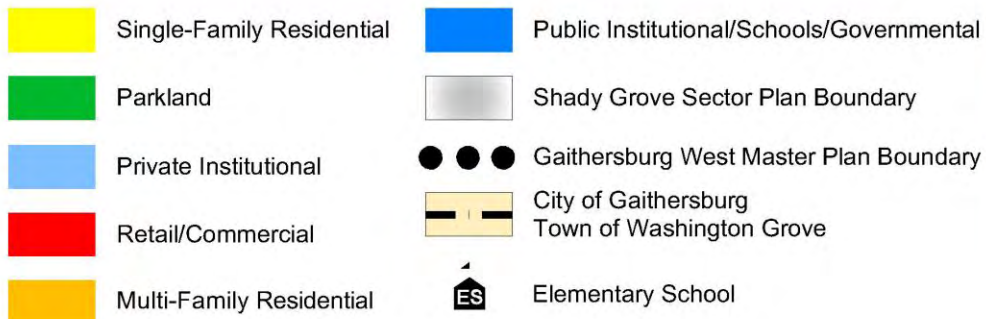 Single-Family Residential
Parkland
Private Institutional
Retail/Commercial
Multi-Family Residential
Public Institutional/Schools/Governmental
Shady Grove Sector Plan Boundary
Gaithersburg West Master Plan Boundary
City of Gaithersburg
Town of Washington Grove
ES
Elementary School